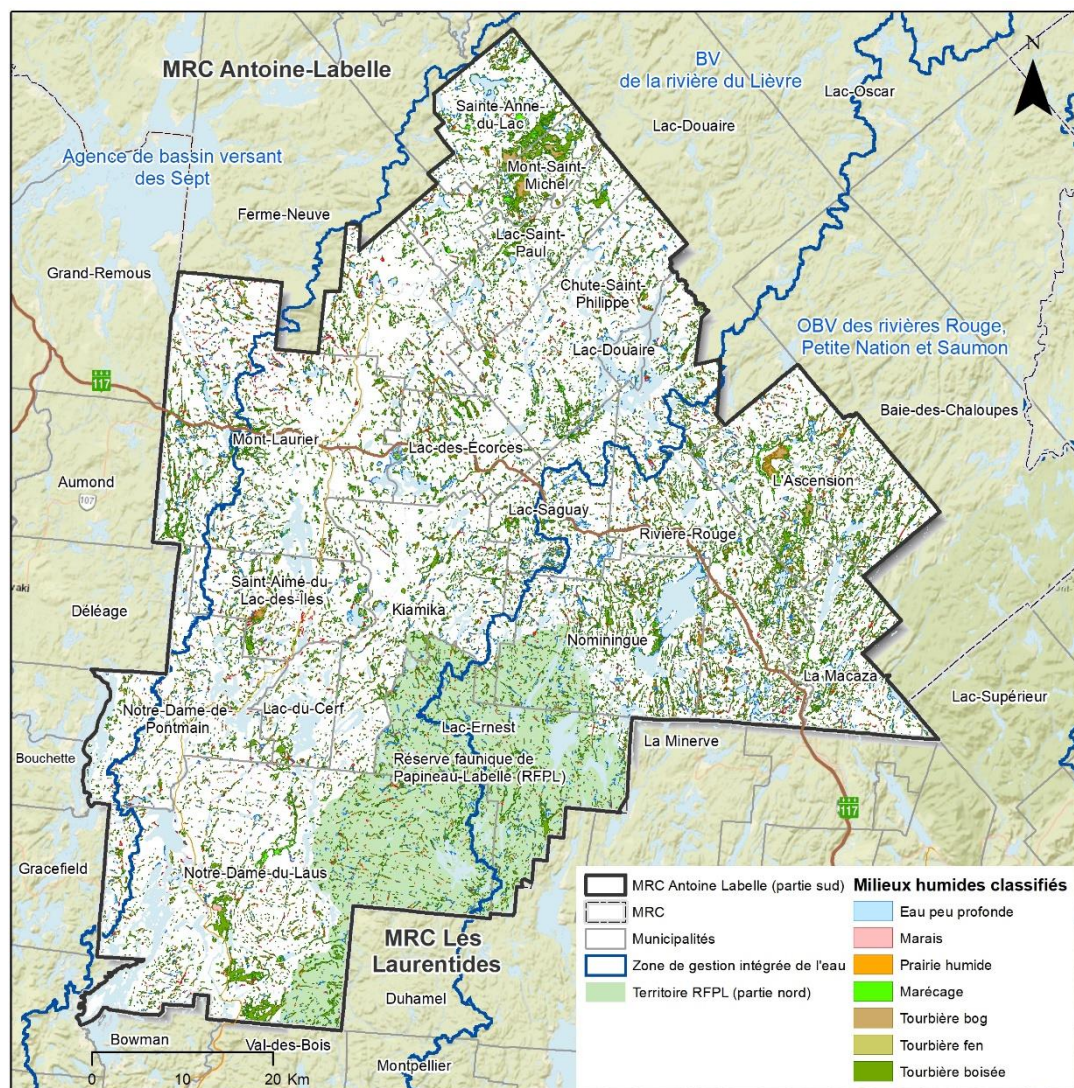 MRC Antoine-Labelle
BV
de la rivière du Lièvre
N
Lac-Oscar
Lac-Douaire
Sainte-Anne-
du-Lac
Mont-Saint-
Michel
Agence de bassin versant
des Sept
Ferme-Neuve
Lac-Saint-
Paul
Grand-Remous
Chute-Saint-
Philippe
OBV des rivières Rouge,
Petite Nation et Saumon
Lac-Douaire
117
Baie-des-Chaloupes
Mont-Laurier
Lac-des-Écorces
Aumond
107
L'Ascension
Lac-Saguay
Rivière-Rouge
Saint-Aimé-du-
Lac-des-Îles
Déléage
Kiamika
Nominingue
La Macaza
Lac-Supérieur
Notre-Dame-de-
Pontmain
Lac-du-Cerf
Lac-Ernest
La Minerve
Bouchette
Réserve faunique de
Papineau-Labelle (RFPL)
117
Gracefield
Notre-Dame-du-Laus
MRC Les
Laurentides
Duhamel
Bowman
Val-des-Bois
Montpellier
0 10 20 Km
MRC Antoine Labelle (partie sud)
MRC
Municipalités
Zone de gestion intégrée de l'eau
Territoire RFPL (partie nord)
Milieux humides classifiés
Eau peu profonde
Marais
Prairie humide
Marécage
Tourbière bog
Tourbière fen
Tourbière boisée